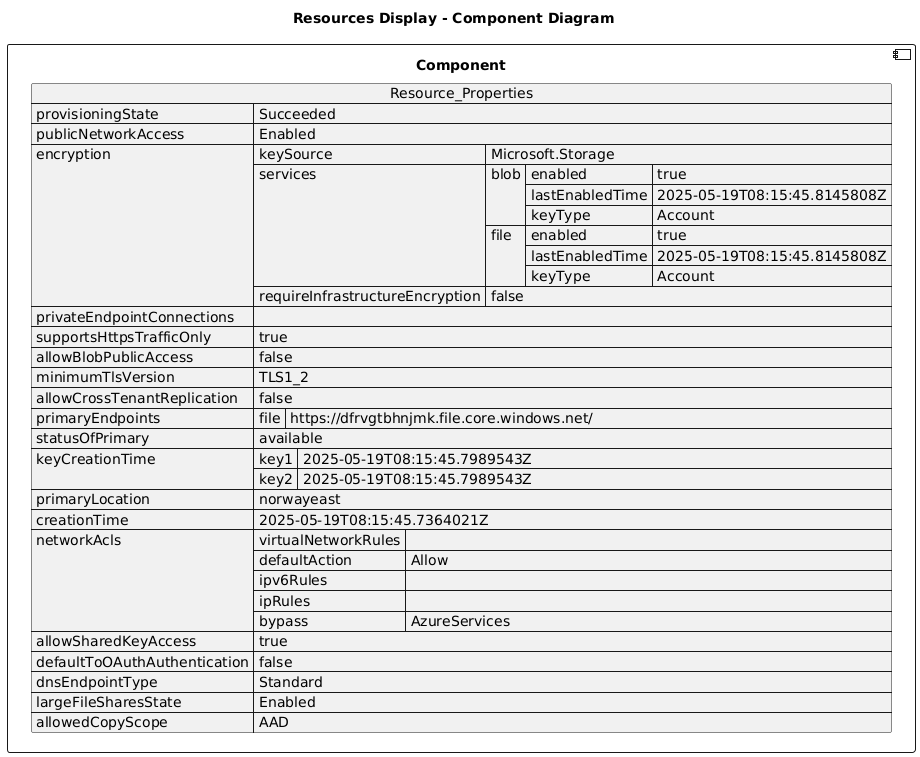 Resources Display - Component Diagram
Component
Resource_Properties
provisioningState Succeeded
publicNetworkAccess Enabled
encryption keySource Microsoft.Storage
services blob enabled true
lastEnabledTime 2025-05-19T08:15:45.8145808Z
keyType Account
file enabled true
lastEnabledTime 2025-05-19T08:15:45.8145808Z
keyType Account
requireInfrastructureEncryption false
privateEndpointConnections
supportsHttpsTrafficOnly true
allowBlobPublicAccess false
minimumTlsVersion TLS1_2
allowCrossTenantReplication false
primaryEndpoints file https://dfrvgtbhnjmk.file.core.windows.net/
statusOfPrimary available
keyCreationTime key1 2025-05-19T08:15:45.7989543Z
key2 2025-05-19T08:15:45.7989543Z
primaryLocation norwayeast
creationTime 2025-05-19T08:15:45.7364021Z
networkAcls virtualNetworkRules
defaultAction Allow
ipv6Rules
ipRules
bypass AzureServices
allowSharedKeyAccess true
defaultToOAuthAuthentication false
dnsEndpointType Standard
largeFileSharesState Enabled
allowedCopyScope AAD